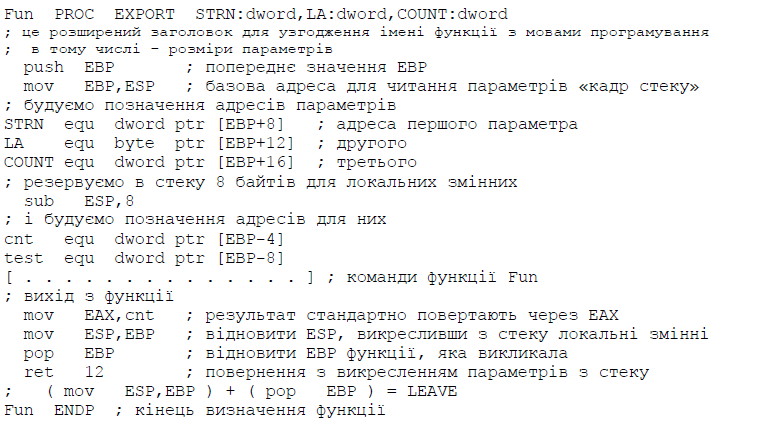 Fun  PROC  EXPORT  STRN:dword,LA:dword,COUNT:dword
; це розширений заголовок для узгодження імені функції з мовами програмування
;  в тому числі – розміри параметрів
  push  EBP       ; попереднє значення EBP
  mov   EBP,ESP   ; базова адреса для читання параметрів «кадр стеку»
; будуємо позначення адресів параметрів
STRN  equ  dword ptr [EBP+8]   ; адреса першого параметра
LA    equ  byte  ptr [EBP+12]  ; другого
COUNT equ  dword ptr [EBP+16]  ; третього
; резервуємо в стеку 8 байтів для локальних змінних
  sub   ESP,8
; і будуємо позначення адресів для них
cnt   equ  dword ptr [EBP-4]
test  equ  dword ptr [EBP-8]
[ . . . . . . . . . . . . . . ] ; команди функції Fun
; вихід з функції
  mov   EAX,cnt   ; результат стандартно повертають через EAX
  mov   ESP,EBP   ; відновити ESP, викресливши з стеку локальні змінні
  pop   EBP       ; відновити EBP функції, яка викликала
  ret   12        ; повернення з викресленням параметрів з стеку
;   ( mov   ESP,EBP ) + ( pop   EBP ) = LEAVE
Fun  ENDP  ; кінець визначення функції